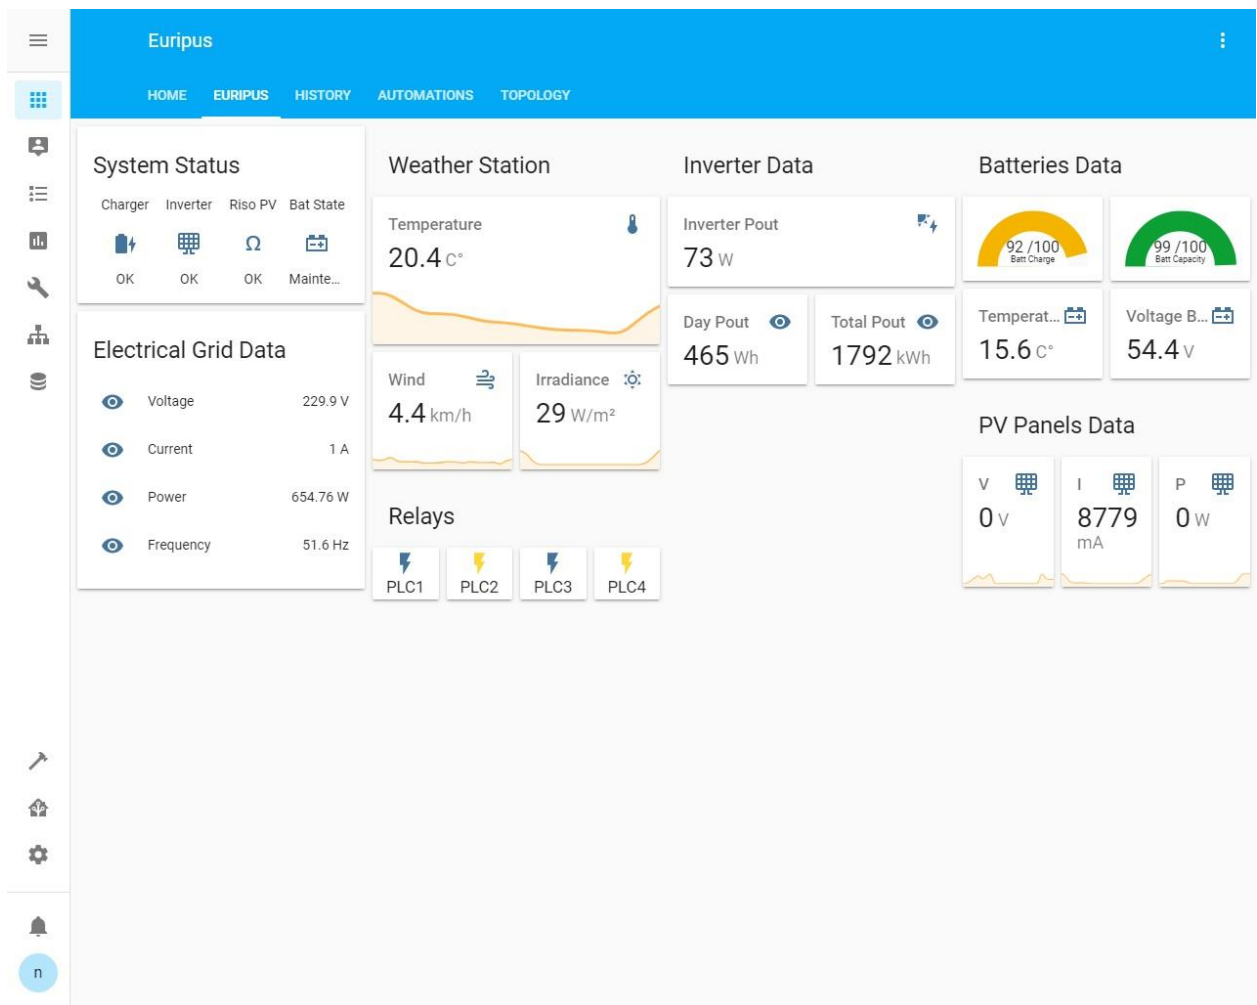 Euripus
HOME EURIPUS HISTORY AUTOMATIONS TOPOLOGY
System Status
Charger Inverter Riso PV Bat State
Ω
OK OK OK Mainte...
Electrical Grid Data
Voltage 229.9 V
Current 1 A
Power 654.76 W
Frequency 51.6 Hz
Weather Station
Temperature
20.4 C°
Wind
4.4 km/h
Irradiance
29 W/m²
Relays
PLC1 PLC2 PLC3 PLC4
Inverter Data
Inverter Pout
73 W
Day Pout
465 Wh
Total Pout
1792 kWh
Batteries Data
92 /100
Batt Charge
99 /100
Batt Capacity
Temperat...
15.6 C°
Voltage B...
54.4 V
PV Panels Data
V
0 V
I
8779
mA
P
0 W
n